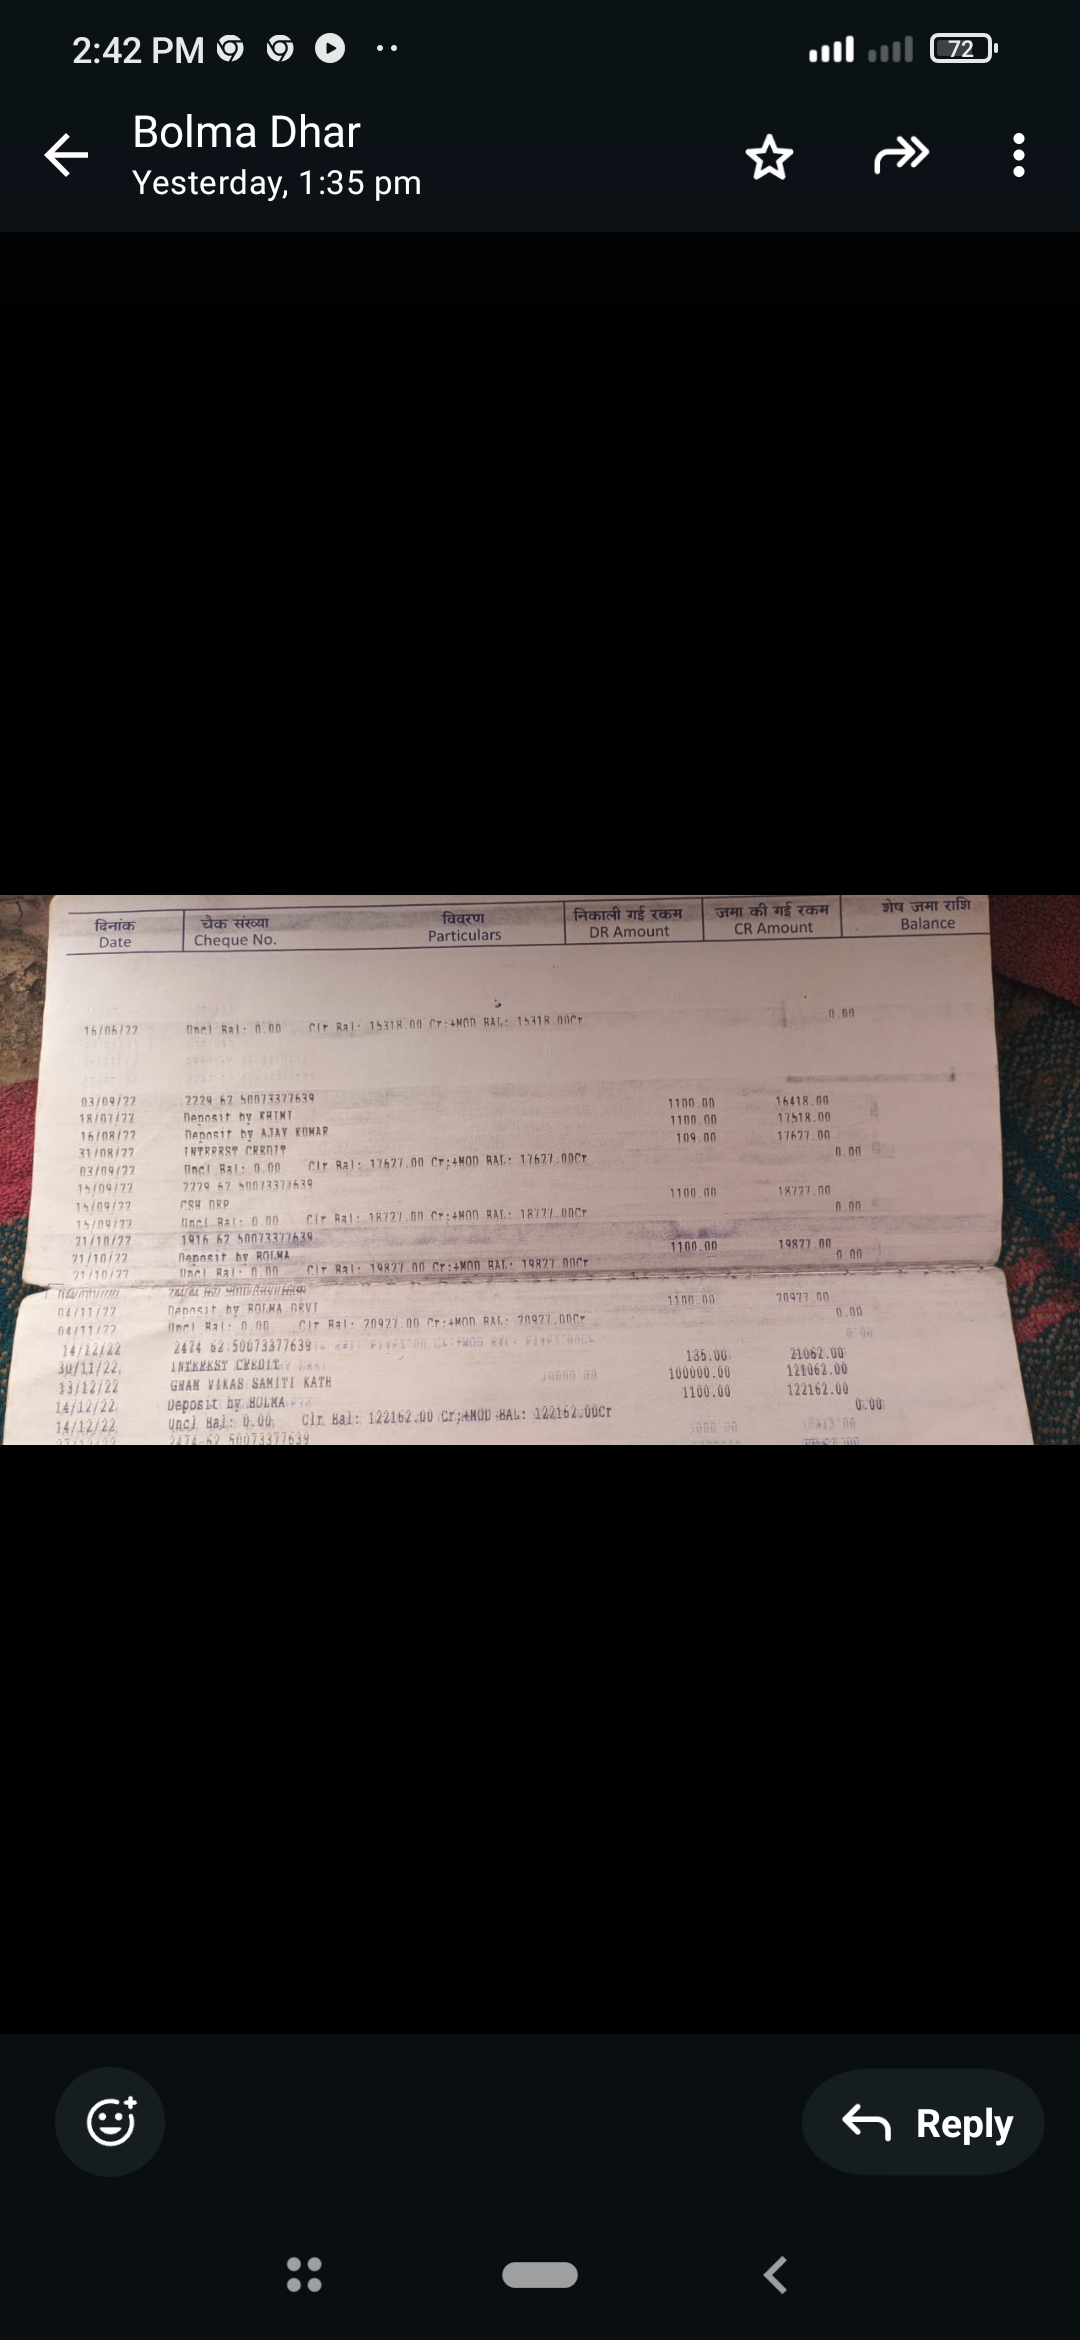 2:42 PM
72
Bolma Dhar
Yesterday, 1:35 pm
दिनांक चेक संख्या विवरण निकाली गई रकम जमा की गई रकम शेष जमा राशि
Date Cheque No. Particulars DR Amount CR Amount Balance
16/06/22 Uncl Bal: 0.00 Clr Bal: 15318.00 Cr;+MOD BAL: 15318.00Cr 0.00
03/09/22 2229 62 50073377639
18/07/22 Deposit by KHIMI 1100.00 16418.00
16/08/22 Deposit by AJAY KUMAR 1100.00 17518.00
31/08/22 INTEREST CREDIT 109.00 17627.00
03/09/22 Uncl Bal: 0.00 Clr Bal: 17627.00 Cr;+MOD BAL: 17627.00Cr 0.00
15/09/22 2229 62 50073377639
15/09/22 CSH DEP 1100.00 18727.00
15/09/22 Uncl Bal: 0.00 Clr Bal: 18727.00 Cr;+MOD BAL: 18727.00Cr 0.00
21/10/22 1916 62 50073377639
21/10/22 Deposit by BOLMA 1100.00 19827.00
21/10/22 Uncl Bal: 0.00 Clr Bal: 19827.00 Cr;+MOD BAL: 19827.00Cr 0.00
04/11/22 Deposit by BOLMA DEVI 1100.00 20927.00
04/11/22 Uncl Bal: 0.00 Clr Bal: 20927.00 Cr;+MOD BAL: 20927.00Cr 0.00
14/12/22 2474 62 50073377639
30/11/22 INTEREST CREDIT 135.00 21062.00
13/12/22 GHAM VIKAS SAMITI KATH 100000.00 121062.00
14/12/22 Deposit by BOLMA 1100.00 122162.00
14/12/22 Uncl Bal: 0.00 Clr Bal: 122162.00 Cr;+MOD BAL: 122162.00Cr 0.00
2474 62 50073377639
Reply